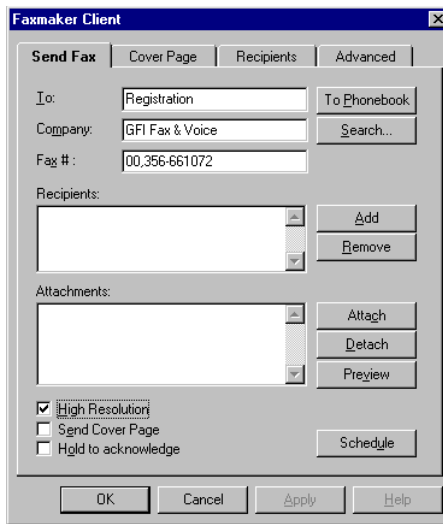 Faxmaker Client
Send Fax Cover Page Recipients Advanced
To: Registration To Phonebook
Company: GFI Fax & Voice Search...
Fax # : 00,356-661072
Recipients:
Add
Remove
Attachments:
Attach
Detach
Preview
High Resolution
Send Cover Page
Hold to acknowledge Schedule
OK Cancel Apply Help